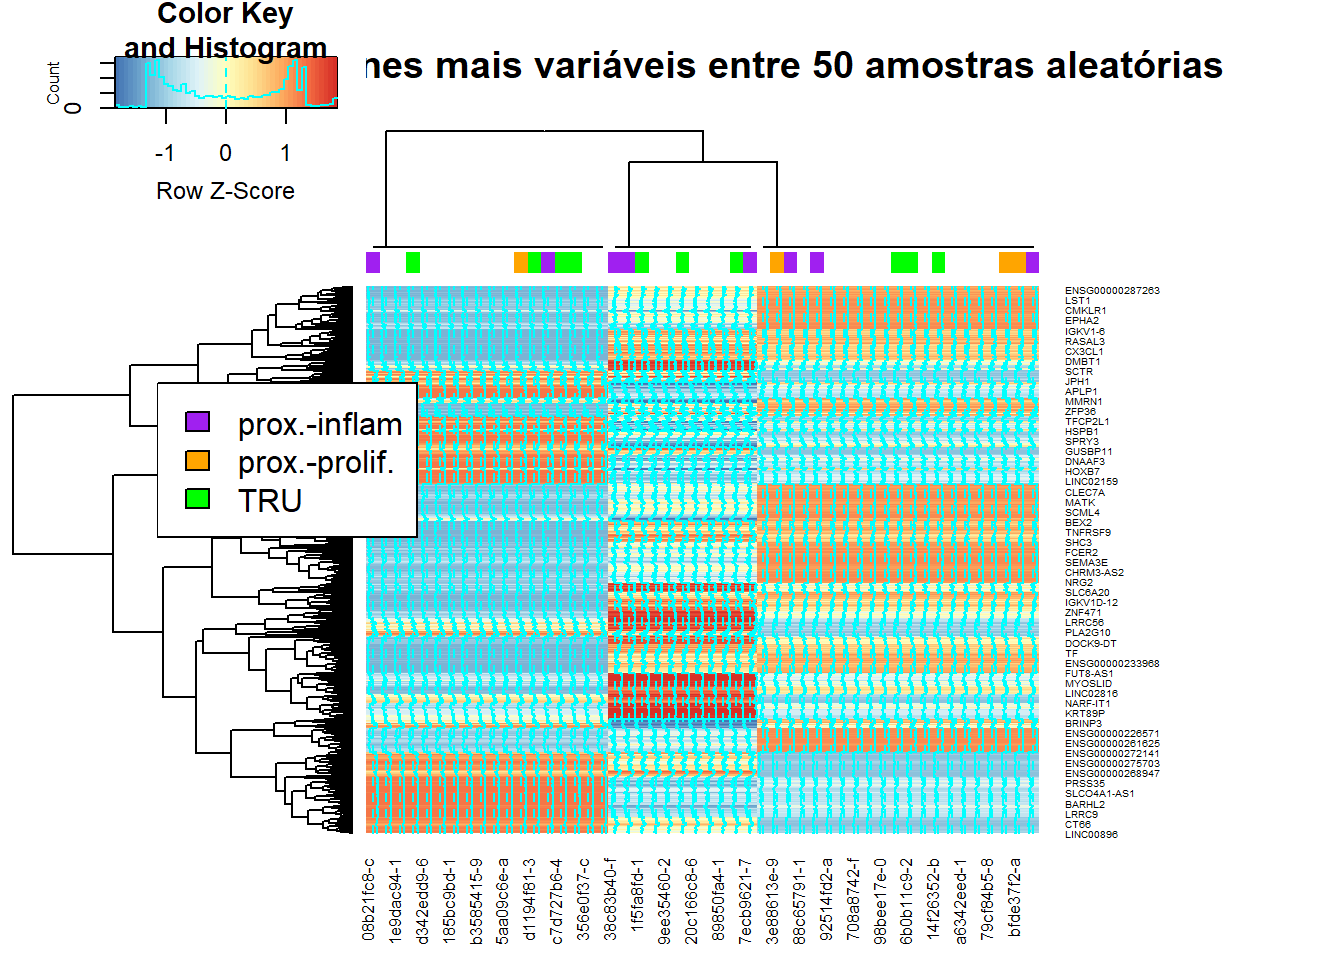 Color Key
and Histogram
nes mais variáveis entre 50 amostras aleatórias
Count
0
-1 0 1
Row Z-Score
prox.-inflam
prox.-prolif.
TRU
ENSG00000287263
LST1
CMKLR1
EPHA2
IGKV1-6
RASAL3
CX3CL1
DMBT1
SCTR
JPH1
APLP1
MMRN1
ZFP36
TFCP2L1
HSPB1
SPRY3
GUSBP11
DNAAF3
HOXB7
LINC02159
CLEC7A
MATK
SCML4
BEX2
TNFRSF9
SHC3
FCER2
SEMA3E
CHRM3-AS2
NRG2
SLC6A20
IGKV1D-12
ZNF471
LRRC56
PLA2G10
DOCK9-DT
TF
ENSG00000233968
FUT8-AS1
MYOSLID
LINC02816
NARF-IT1
KRT89P
BRINP3
ENSG00000226571
ENSG00000261625
ENSG00000272141
ENSG00000275703
ENSG00000268947
PRSS35
SLCO4A1-AS1
BARHL2
LRRC9
CT66
LINC00896
08b21fc8-c
1e9dac94-1
d342edd9-6
185bc9bd-1
b3585415-9
5aa09c6e-a
d1194f81-3
c7d727b6-4
356e0f37-c
38c83b40-f
1f5fa8fd-1
9ee35460-2
20c166c8-6
89850fa4-1
7ecb9621-7
3e88613e-9
88c65791-1
92514fd2-a
708a8742-f
98bee17e-0
6b0b11c9-2
14f26352-b
a6342eed-1
79cf84b5-8
bfde37f2-a